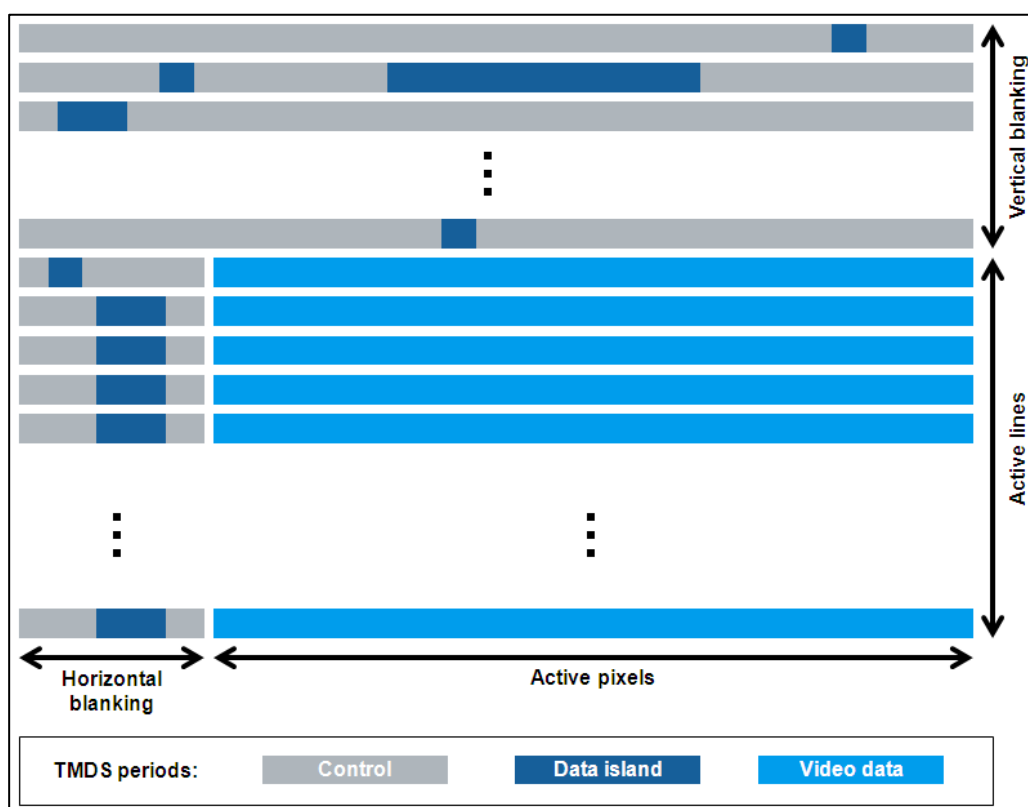 Vertical blanking
Active lines
Horizontal
blanking
Active pixels
TMDS periods:
Control
Data island
Video data